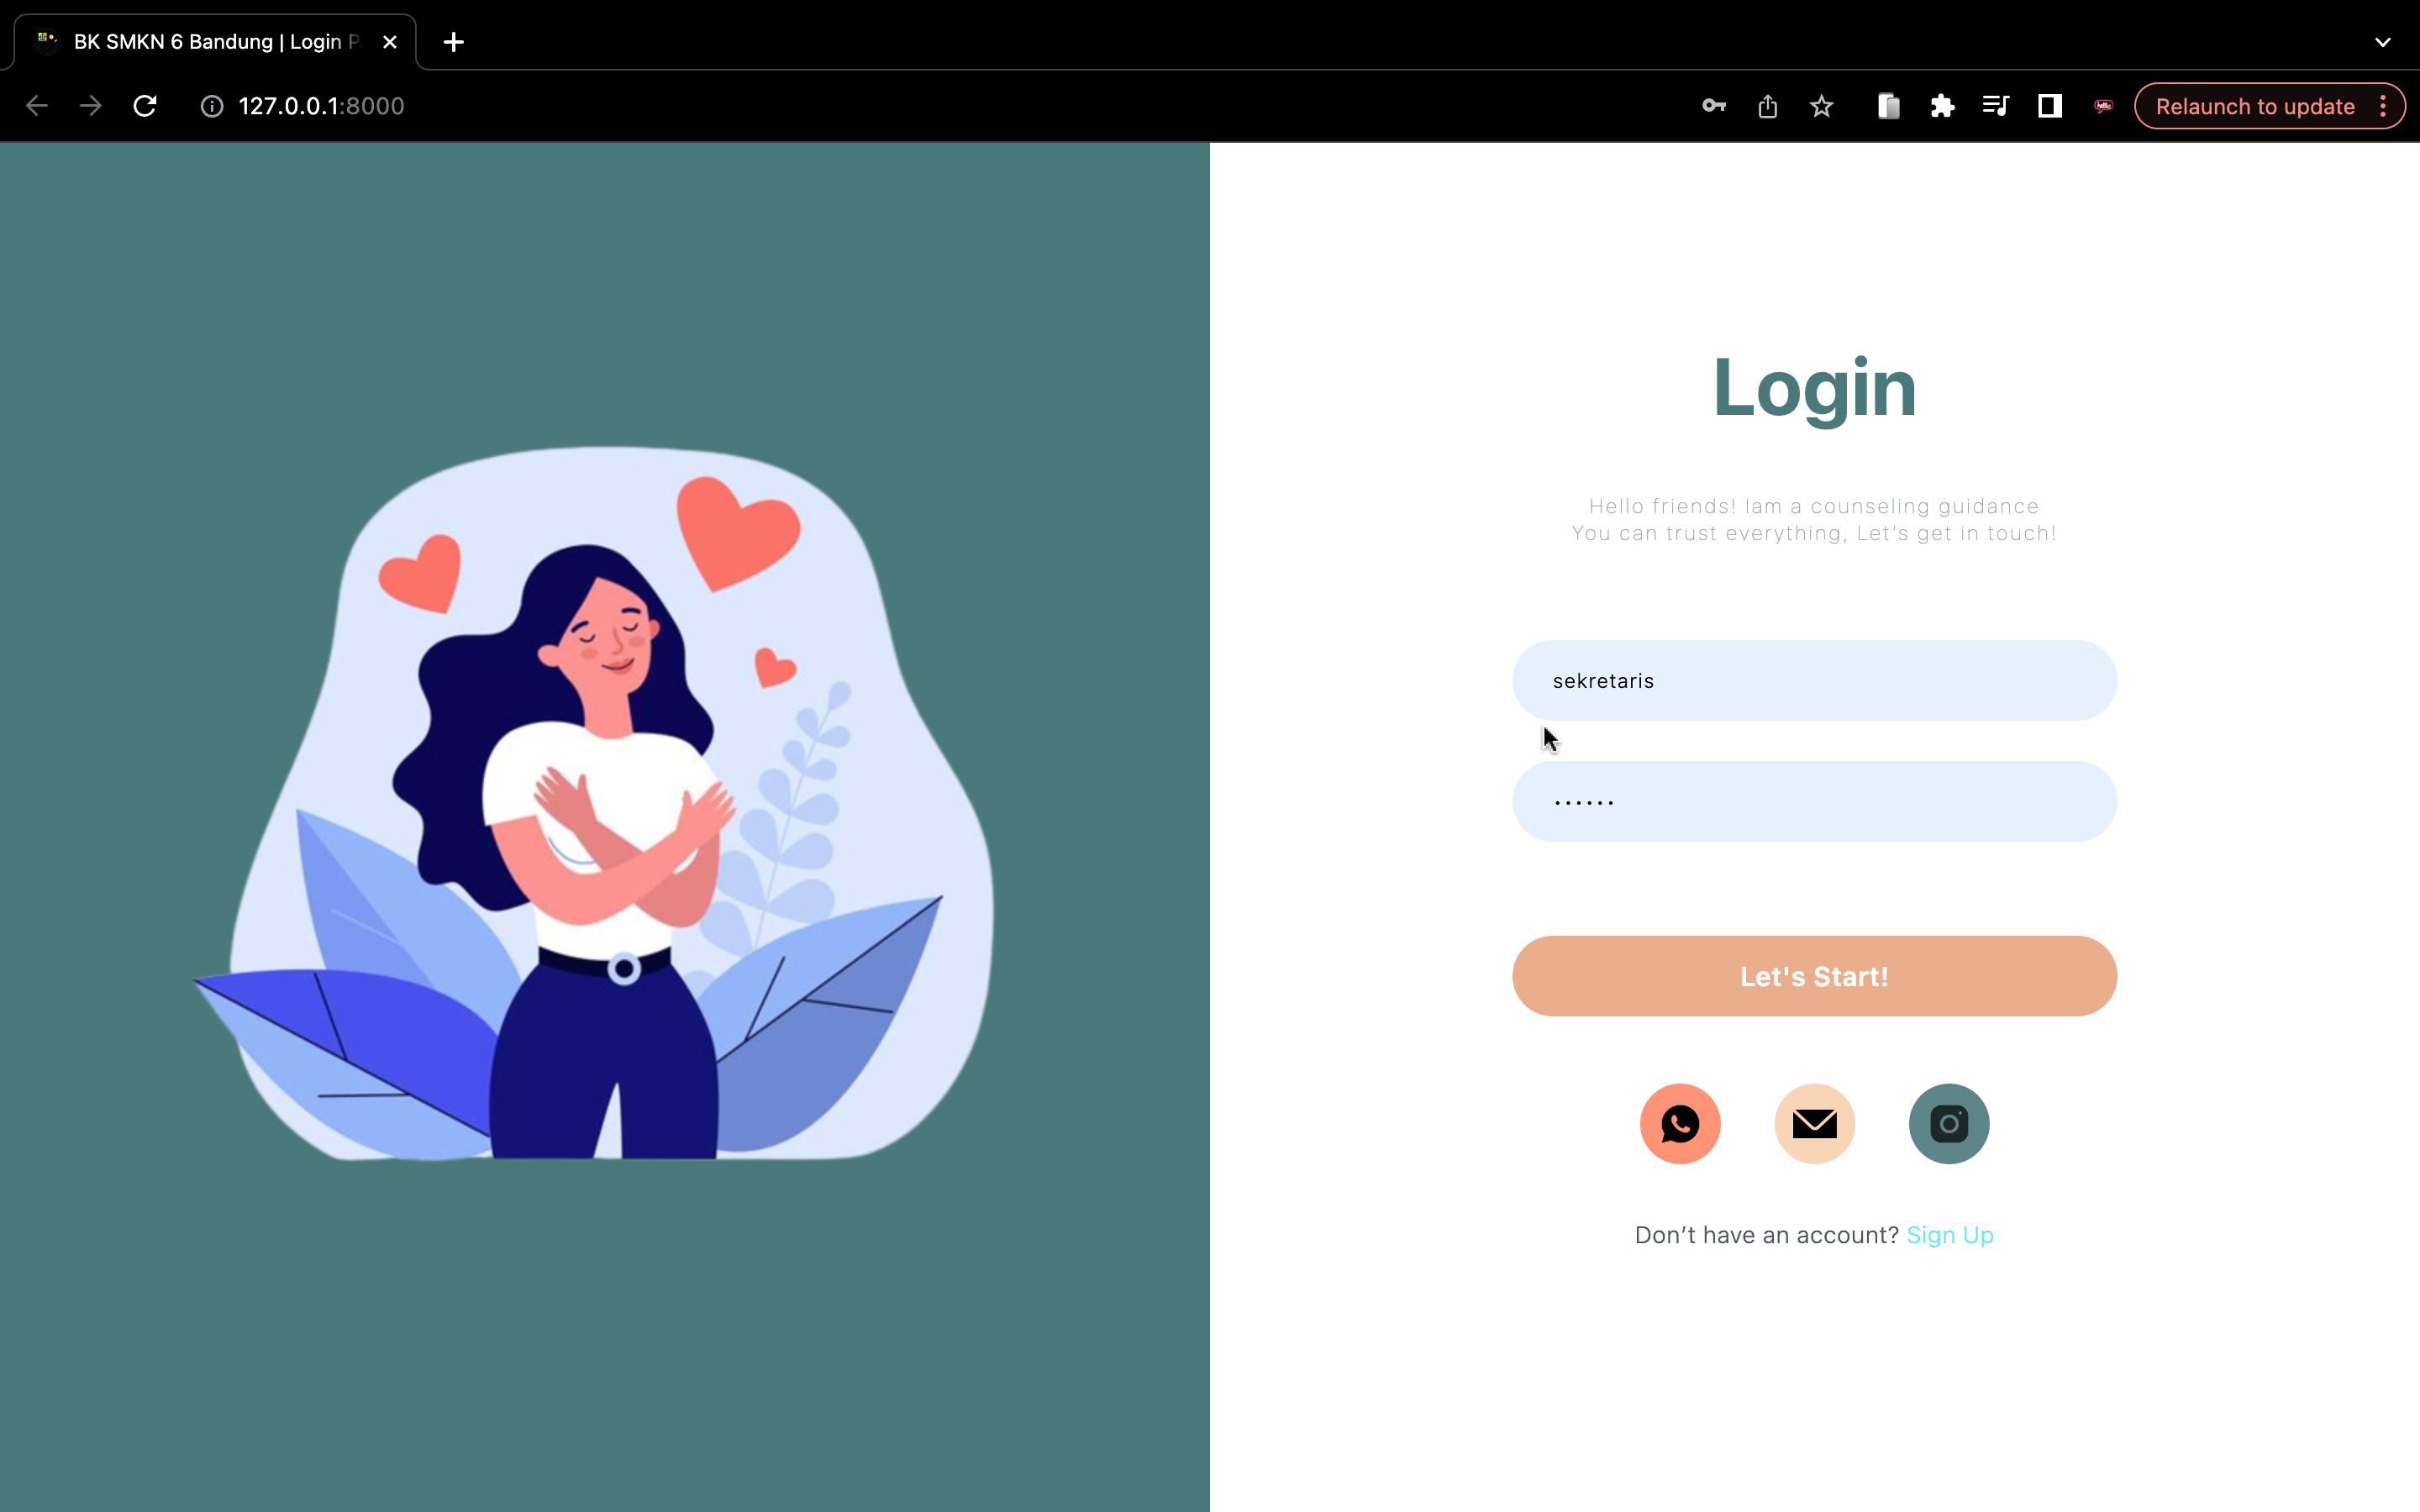 BK SMKN 6 Bandung | Login P
127.0.0.1:8000
Relaunch to update
Login
Hello friends! Iam a counseling guidance
You can trust everything, Let's get in touch!
sekretaris
Let's Start!
Don't have an account? Sign Up